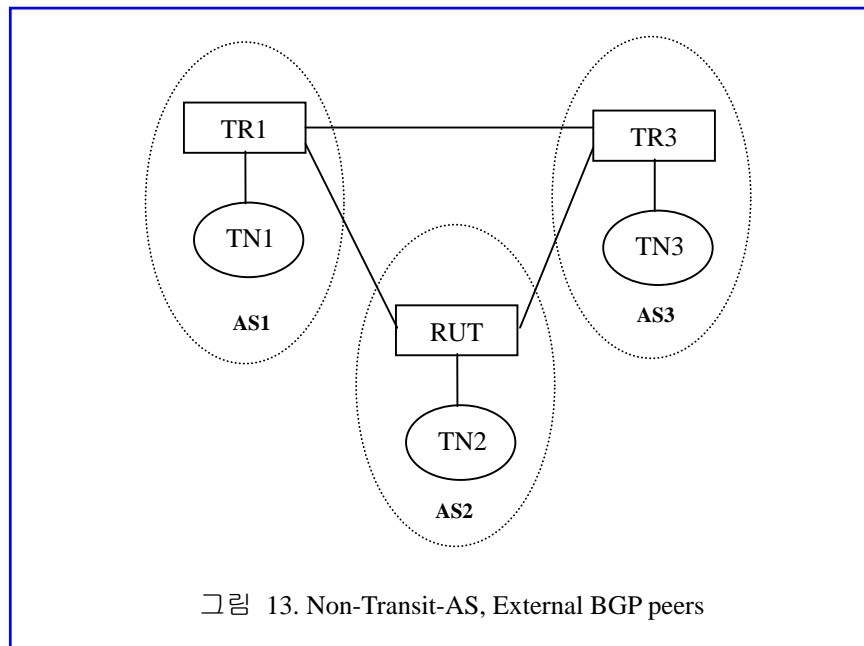 TR1
TR3
TN1
TN3
AS1
AS3
RUT
TN2
AS2
그림 13. Non-Transit-AS, External BGP peers